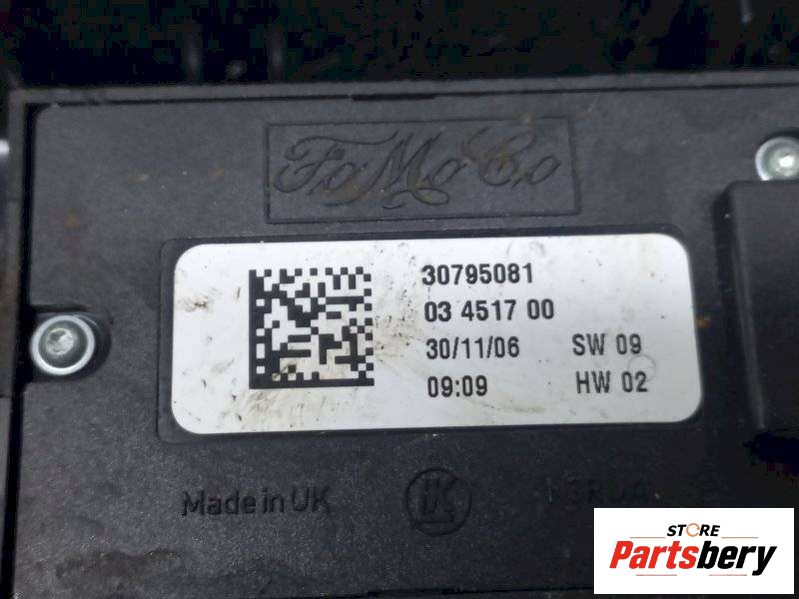 FoMoCo
30795081
03 4517 00
30/11/06 SW 09
09:09 HW 02
Made in UK
STORE
Partsbery